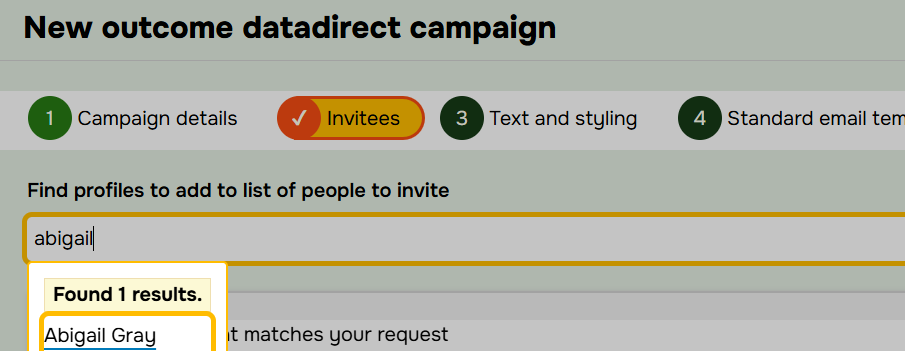 New outcome datadirect campaign
1 Campaign details Invitees 3 Text and styling 4 Standard email tem
Find profiles to add to list of people to invite
abigail
Found 1 results.
Abigail Gray t matches your request